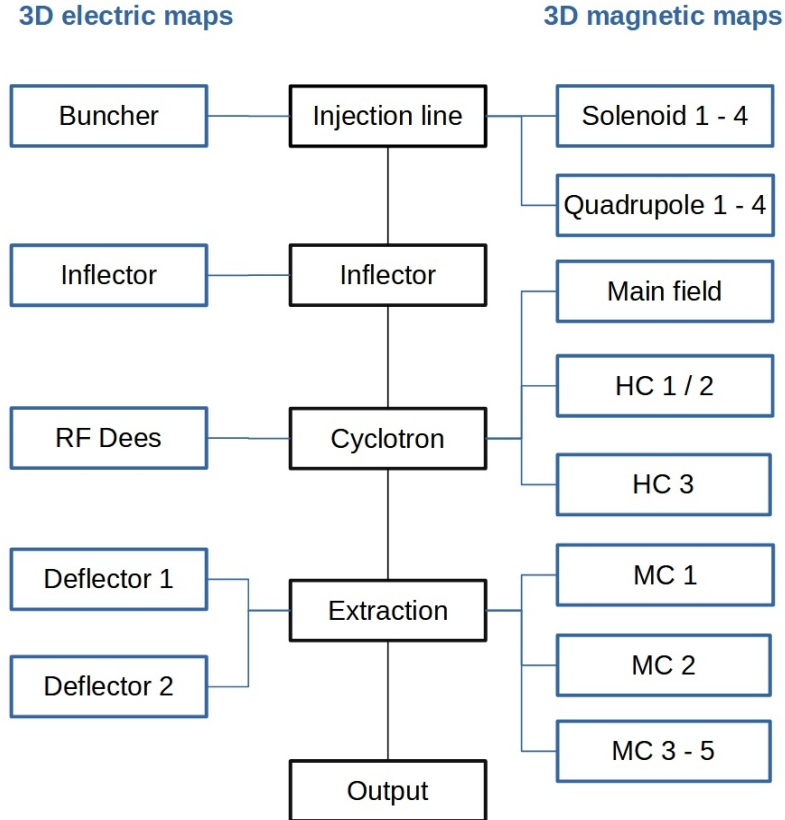 3D electric maps
3D magnetic maps
Buncher
Injection line
Solenoid 1 - 4
Quadrupole 1 - 4
Inflector
Inflector
Main field
HC 1 / 2
RF Dees
Cyclotron
HC 3
Deflector 1
Extraction
MC 1
MC 2
Deflector 2
MC 3 - 5
Output